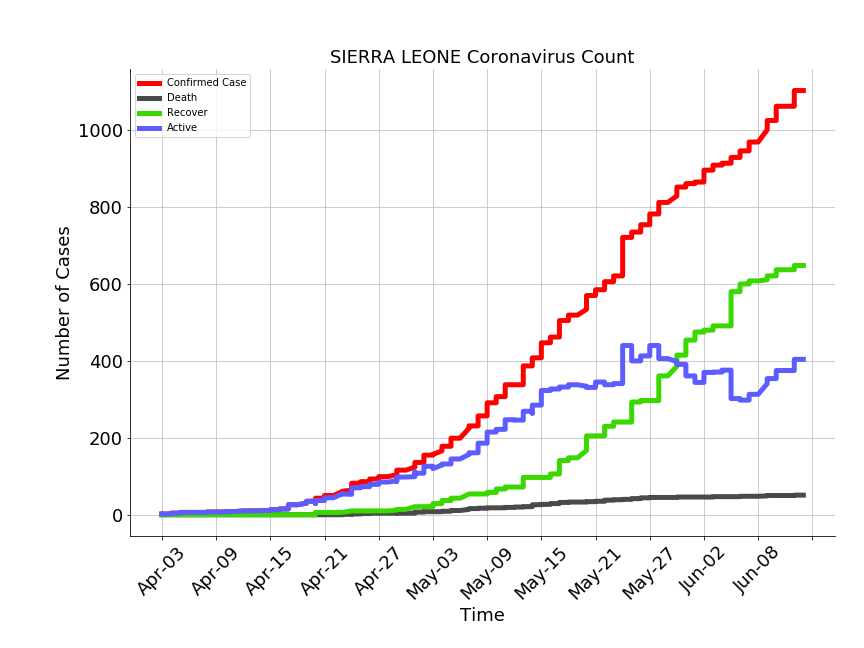 SIERRA LEONE Coronavirus Count
Confirmed Case
Death
Recover
Active
Number of Cases
1000
800
600
400
200
0
Apr-03
Apr-09
Apr-15
Apr-21
Apr-27
May-03
May-09
May-15
May-21
May-27
Jun-02
Jun-08
Time